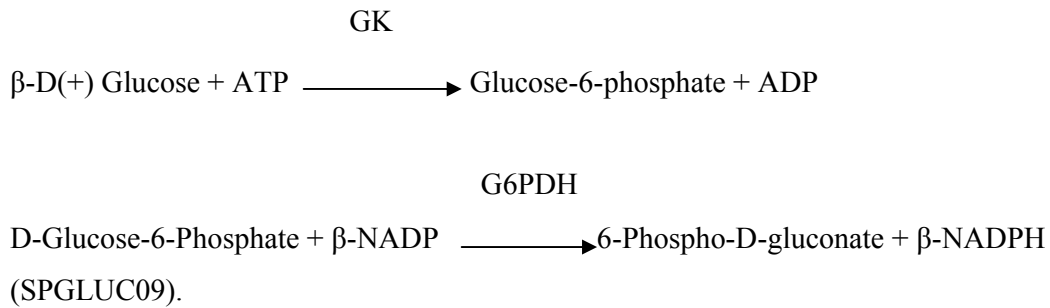 GK
β-D(+) Glucose + ATP Glucose-6-phosphate + ADP
G6PDH
D-Glucose-6-Phosphate + β-NADP 6-Phospho-D-gluconate + β-NADPH
(SPGLUC09).